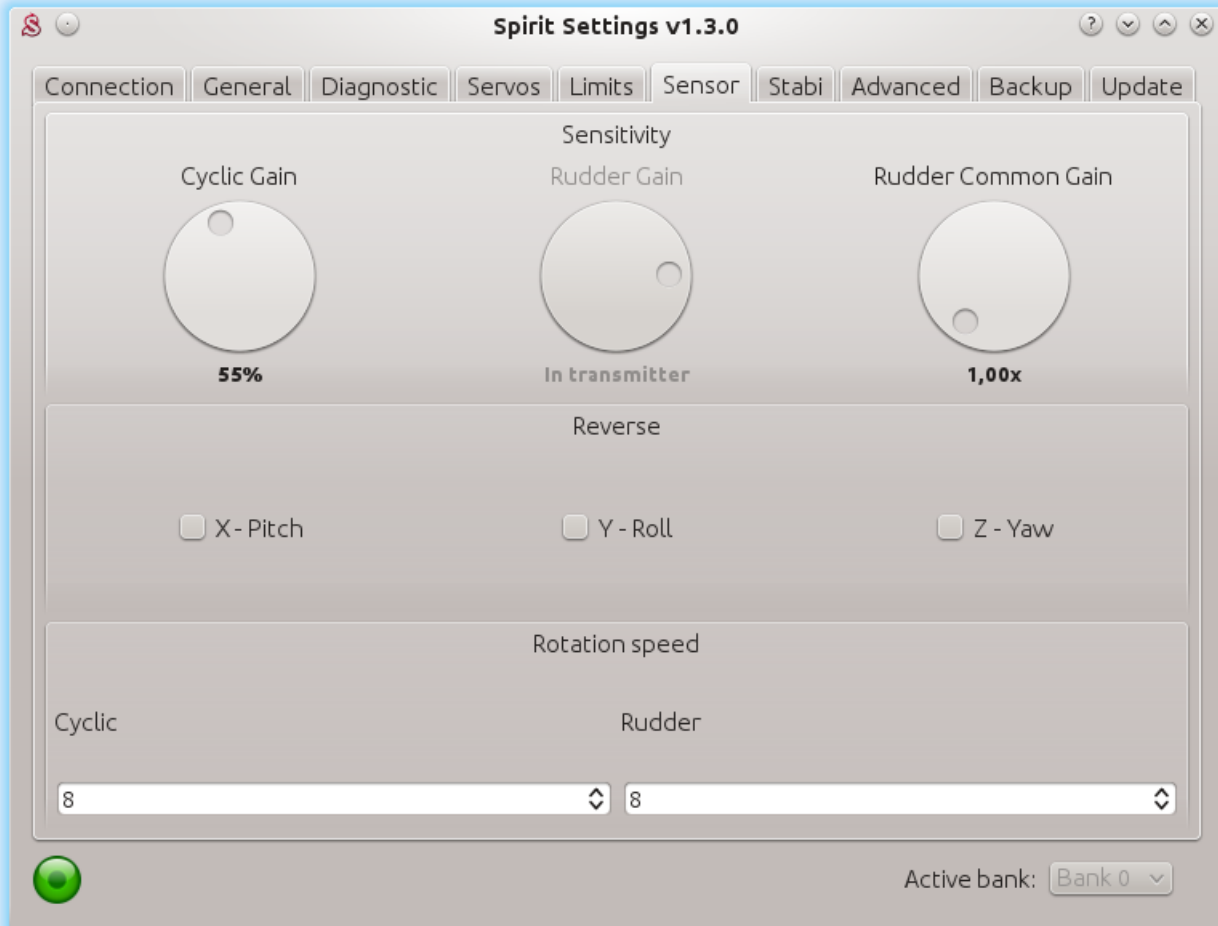 Spirit Settings v1.3.0
Connection General Diagnostic Servos Limits Sensor Stabi Advanced Backup Update
Sensitivity
Cyclic Gain Rudder Gain Rudder Common Gain
55% In transmitter 1,00x
Reverse
X - Pitch Y - Roll Z - Yaw
Rotation speed
Cyclic Rudder
8 8
Active bank: Bank 0